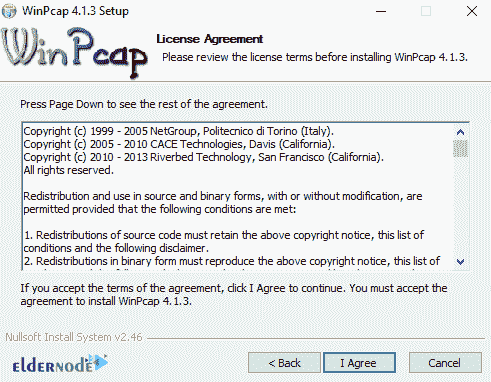 WinPcap 4.1.3 Setup
WinPcap
License Agreement
Please review the license terms before installing WinPcap 4.1.3.
Press Page Down to see the rest of the agreement.
Copyright (c) 1999 - 2005 NetGroup, Politecnico di Torino (Italy).
Copyright (c) 2005 - 2010 CACE Technologies, Davis (California).
Copyright (c) 2010 - 2013 Riverbed Technology, San Francisco (California).
All rights reserved.
Redistribution and use in source and binary forms, with or without modification, are
permitted provided that the following conditions are met:
1. Redistributions of source code must retain the above copyright notice, this list of
conditions and the following disclaimer.
2. Redistributions in binary form must reproduce the above copyright notice, this list of
If you accept the terms of the agreement, click I Agree to continue. You must accept the
agreement to install WinPcap 4.1.3.
Nullsoft Install System v2.46
ELDERNODE
< Back
I Agree
Cancel